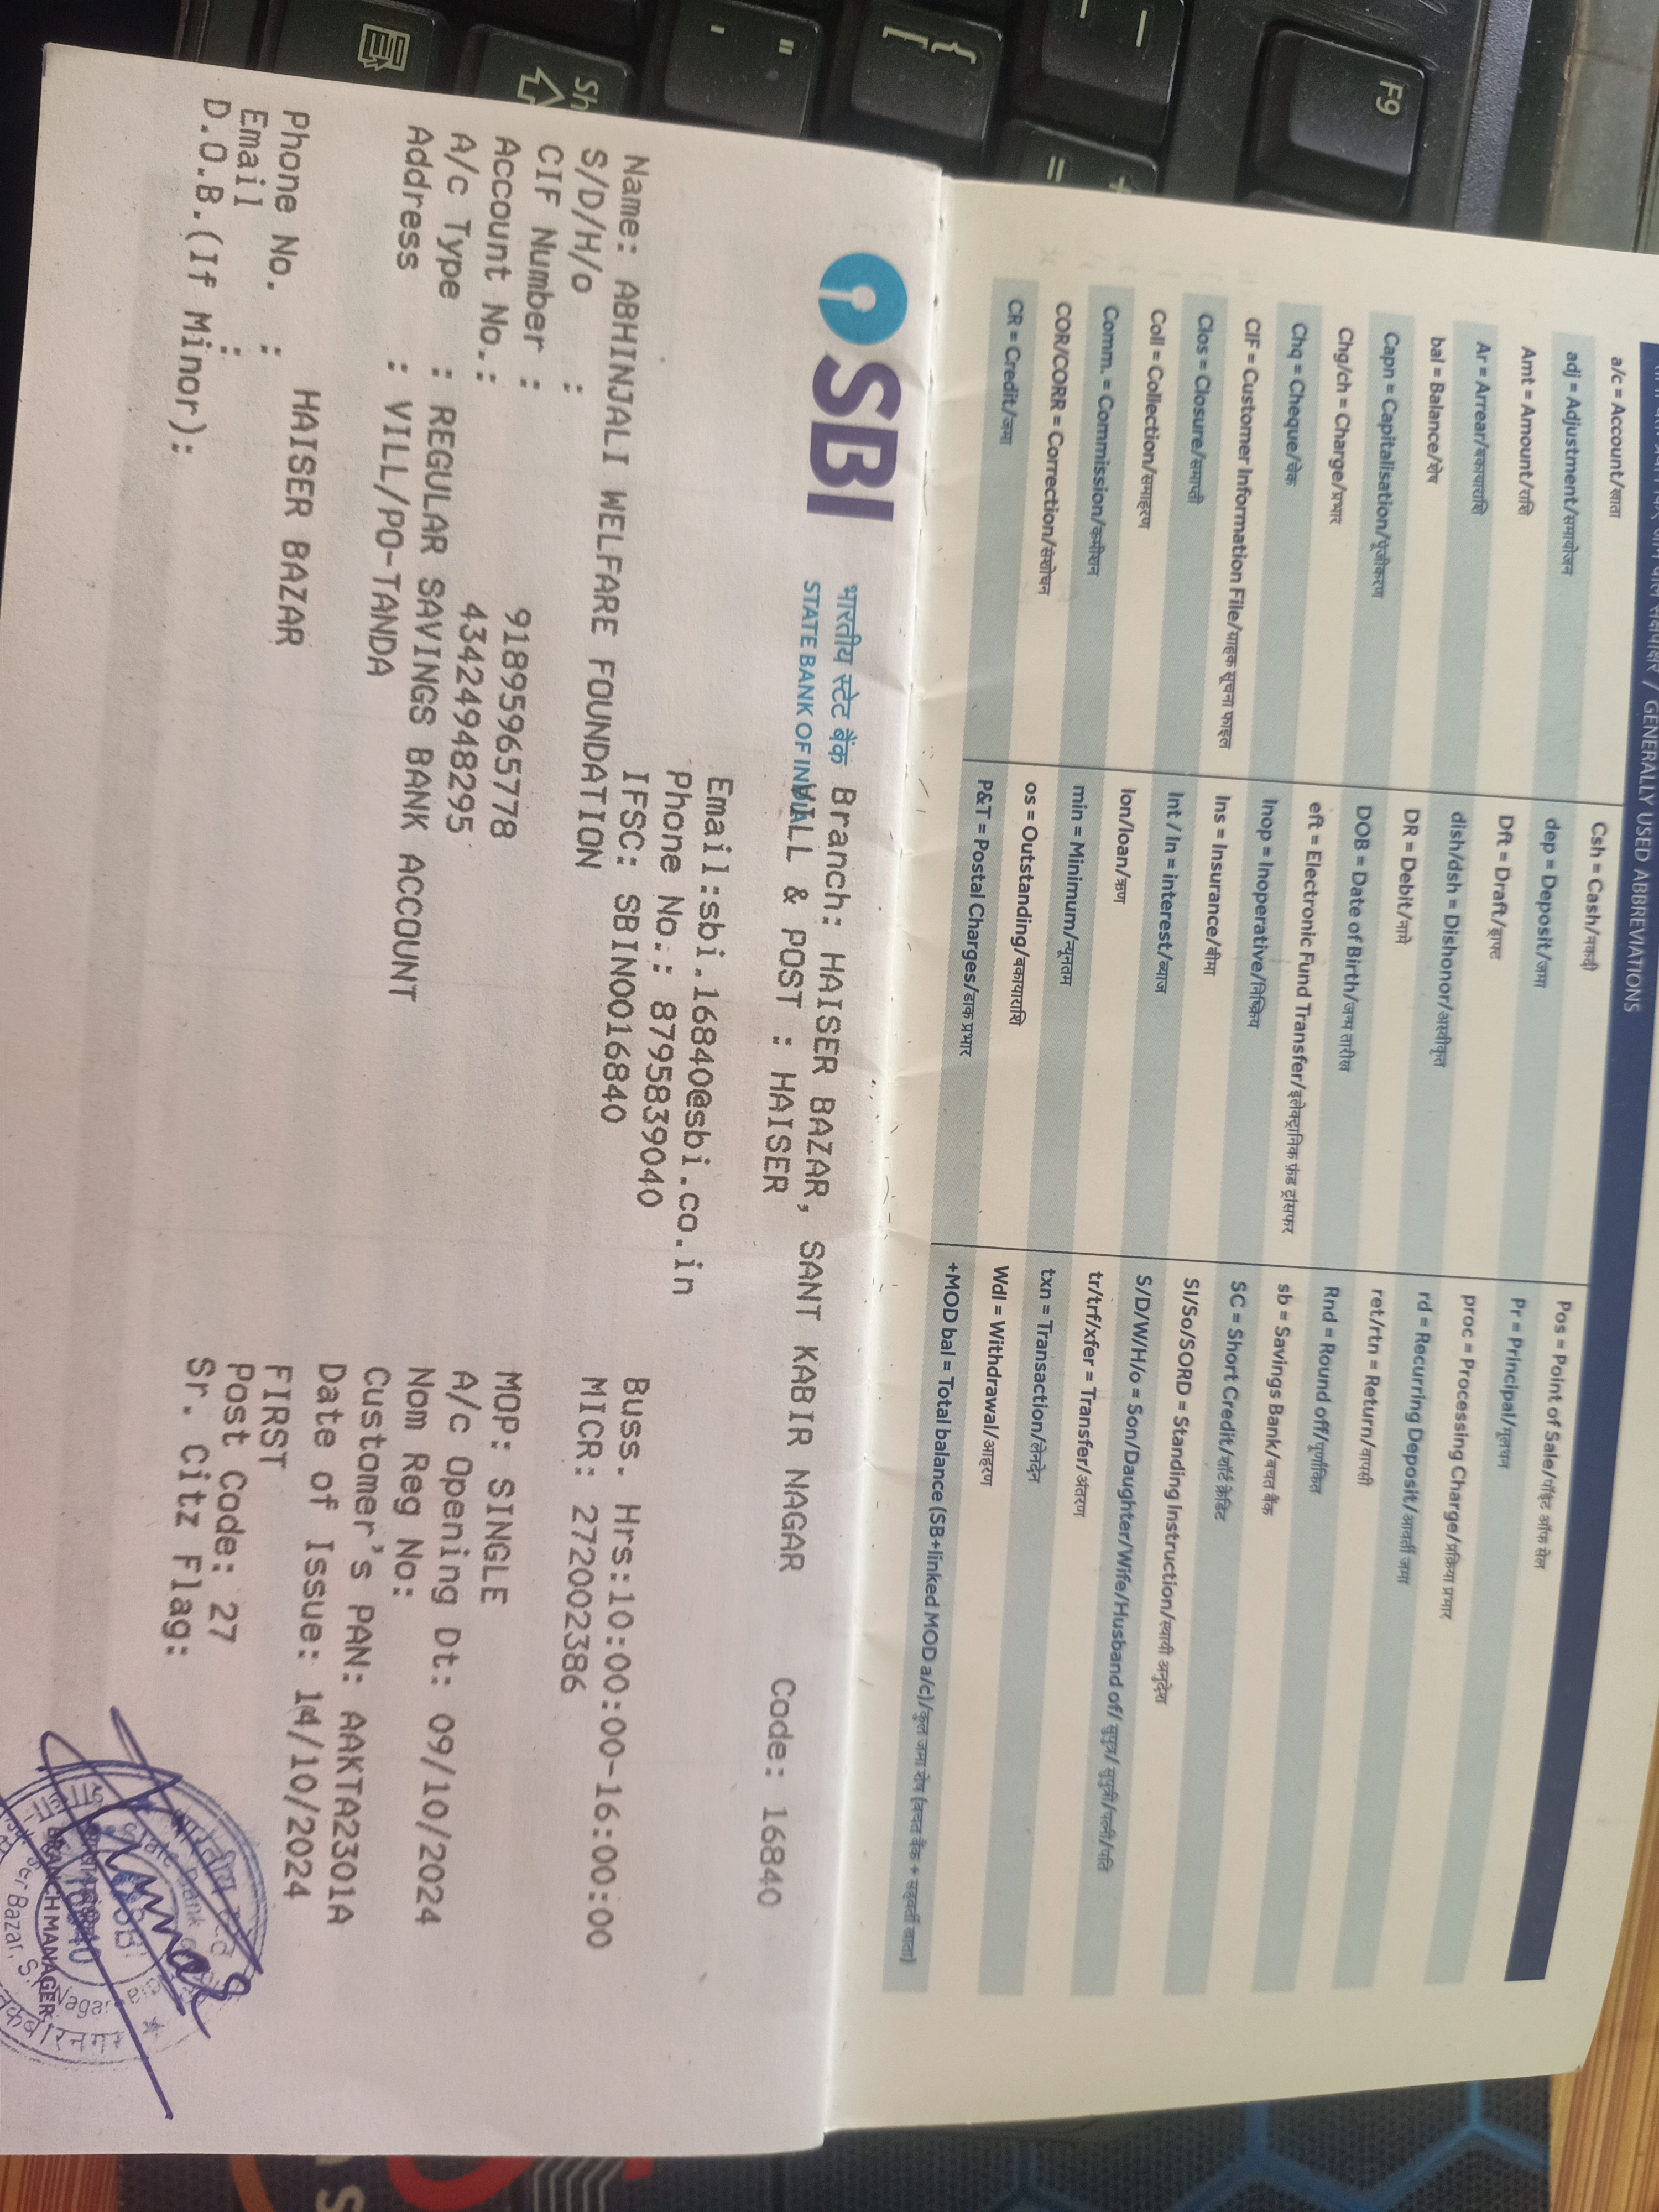 GENERALLY USED ABBREVIATIONS
a/c = Account/खाता
adj = Adjustment/समायोजन
Amt = Amount/राशि
Ar = Arrear/बकायाराशि
bal = Balance/शेष
Capn = Capitalisation/पूंजीकरण
Chg/ch = Charge/प्रभार
Chq = Cheque/चेक
CIF = Customer Information File/ग्राहक सूचना फाइल
Clos = Closure/समाप्ती
Coll = Collection/समाहरण
Comm. = Commission/कमीशन
COR/CORR = Correction/संशोधन
CR = Credit/जमा
Csh = Cash/नकदी
dep = Deposit/जमा
Dft = Draft/ड्राफ्ट
dish/dsh = Dishonor/अस्वीकृत
DR = Debit/नामे
DOB = Date of Birth/जन्म तारीख
eft = Electronic Fund Transfer/इलेक्ट्रानिक फ़ंड ट्रांसफर
Inop = Inoperative/निष्क्रिय
Ins = Insurance/बीमा
Int / In = interest/ब्याज
lon/loan/ऋण
min = Minimum/न्यूनतम
os = Outstanding/बकायाराशि
P&T = Postal Charges/डाक प्रभार
Pos = Point of Sale/पॉइंट ऑफ सेल
Pr = Principal/मूलधन
proc = Processing Charge/प्रक्रिया प्रभार
rd = Recurring Deposit/आवर्ती जमा
ret/rtn = Return/वापसी
Rnd = Round off/पूर्णांकित
sb = Savings Bank/बचत बैंक
SC = Short Credit/शॉर्ट क्रेडिट
SI/So/SORD = Standing Instruction/स्थायी अनुदेश
S/D/W/H/o = Son/Daughter/Wife/Husband of/ सुपुत्र/ सुपुत्री/पत्नी/पति
tr/trf/xfer = Transfer/अंतरण
txn = Transaction/लेनदेन
Wdl = Withdrawal/आहरण
+MOD bal = Total balance (SB+linked MOD a/c)/कुल जमा शेष (बचत बैंक + सहबर्ती खाता)
SBI
भारतीय स्टेट बैंक
STATE BANK OF INDIA
Branch: HAISER BAZAR, SANT KABIR NAGAR
VILL & POST : HAISER
Code: 16840
Email:sbi.16840@sbi.co.in
Phone No.: 8795839040
IFSC: SBIN0016840
Buss. Hrs:10:00:00-16:00:00
MICR: 272002386
Name: ABHINJALI WELFARE FOUNDATION
S/D/H/o :
CIF Number : 91895965778
Account No.: 43424948295
A/c Type : REGULAR SAVINGS BANK ACCOUNT
Address : VILL/PO-TANDA
HAISER BAZAR
Phone No. :
Email :
D.O.B.(If Minor):
MOP: SINGLE
A/c Opening Dt: 09/10/2024
Nom Reg No:
Customer's PAN: AAKTA2301A
Date of Issue: 14/10/2024
FIRST
Post Code: 27
Sr. Citz Flag:
State Bank
BRANCH MANAGER
16840
F9
Sh